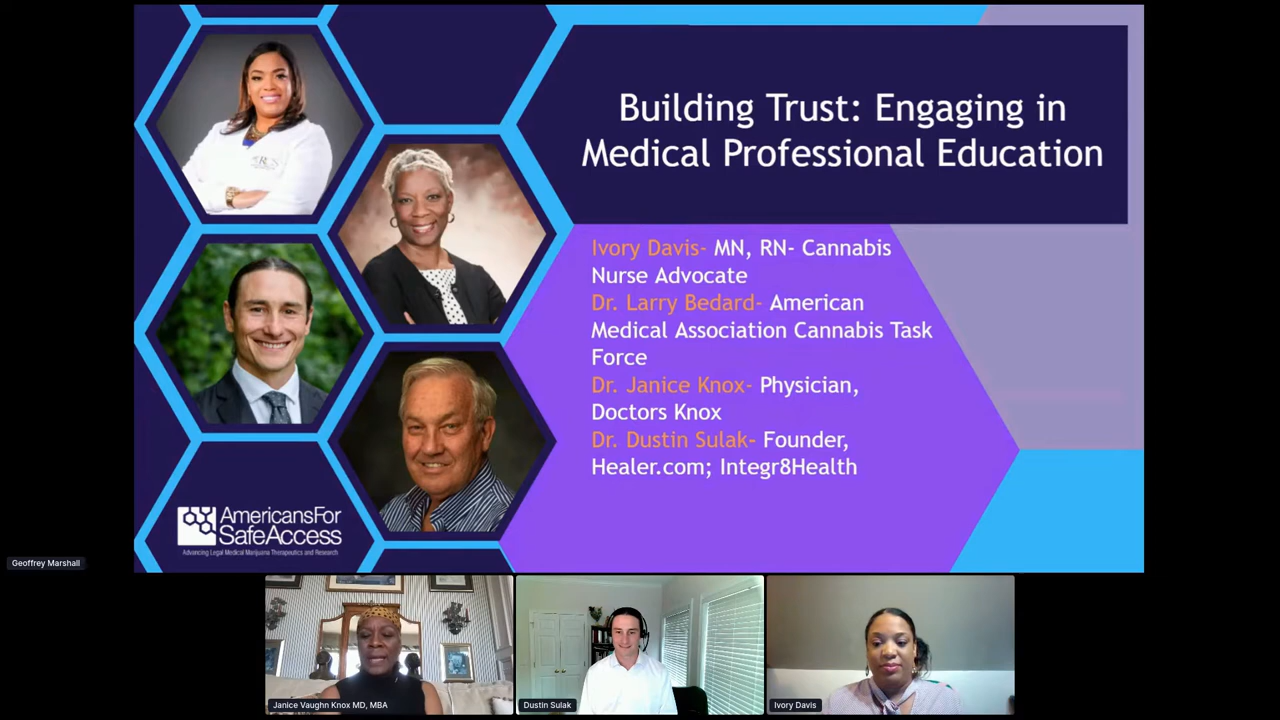 Building Trust: Engaging in
Medical Professional Education
Ivory Davis- MN, RN- Cannabis
Nurse Advocate
Dr. Larry Bedard- American
Medical Association Cannabis Task
Force
Dr. Janice Knox- Physician,
Doctors Knox
Dr. Dustin Sulak- Founder,
Healer.com; Integr8Health
AmericansFor
SafeAccess
Advancing Legal Medical Marijuana Therapeutics and Research
Geoffrey Marshall
Janice Vaughn Knox MD, MBA
Dustin Sulak
Ivory Davis